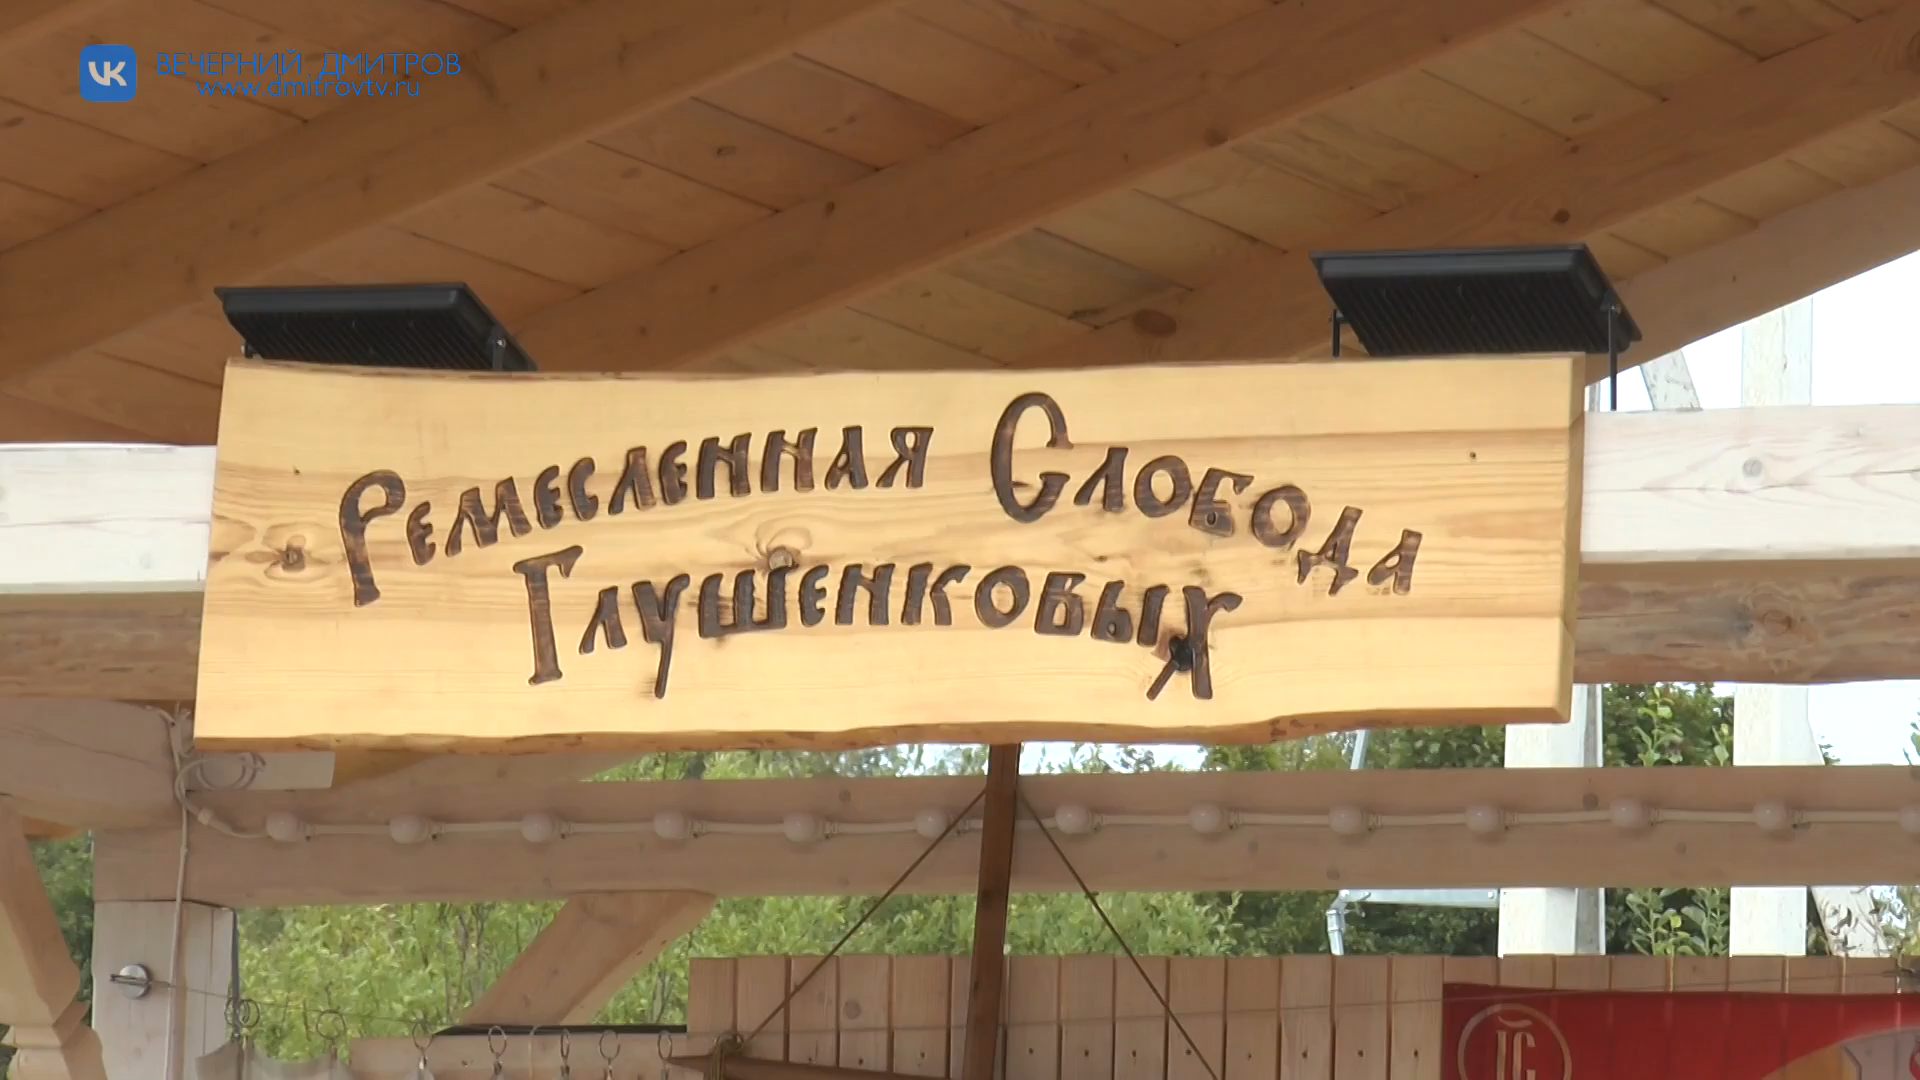 ВЕЧЕРНИЙ ДМИТРОВ
www.dmitrovtv.ru
Ремесленная Слобода
Глушенковых